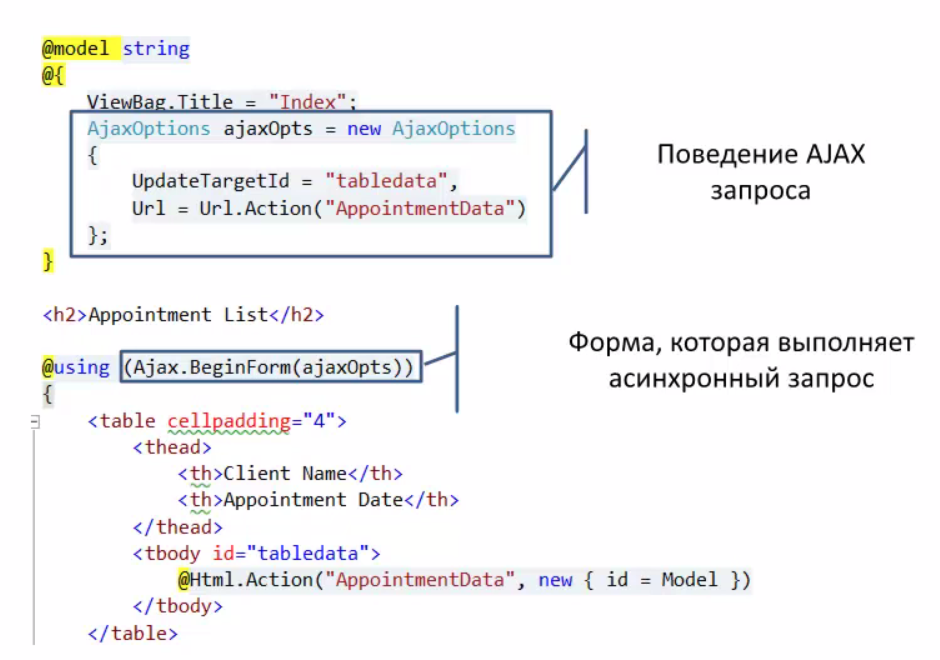 @model string
@{
ViewBag.Title = "Index";
AjaxOptions ajaxOpts = new AjaxOptions
{
UpdateTargetId = "tabledata",
Url = Url.Action("AppointmentData")
};
}
Поведение AJAX
запроса
<h2>Appointment List</h2>
@using (Ajax.BeginForm(ajaxOpts))
{
Форма, которая выполняет
асинхронный запрос
<table cellpadding="4">
<thead>
<th>Client Name</th>
<th>Appointment Date</th>
</thead>
<tbody id="tabledata">
@Html.Action("AppointmentData", new { id = Model })
</tbody>
</table>